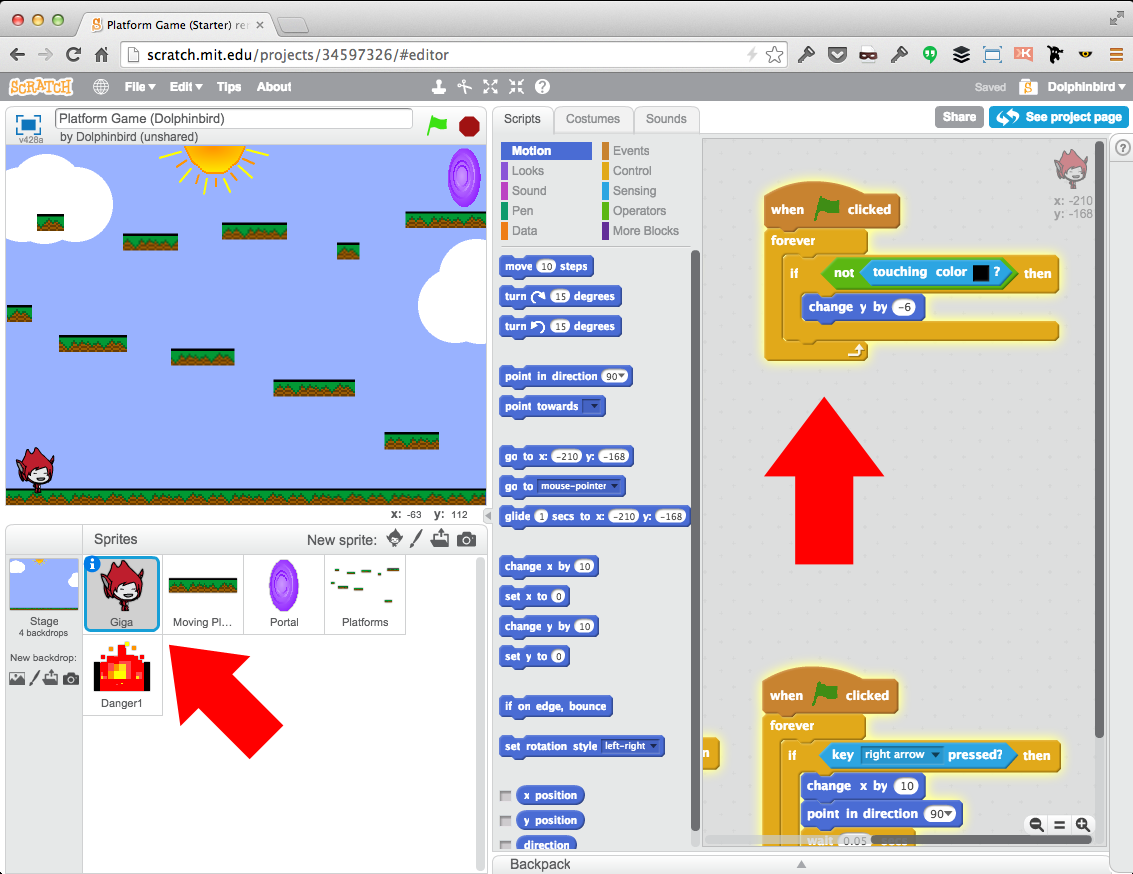 Platform Game (Starter) rem
scratch.mit.edu/projects/34597326/#editor
SCRATCH File Edit Tips About Saved S Dolphinbird
v428a
Platform Game (Dolphinbird)
by Dolphinbird (unshared)
Scripts Costumes Sounds
Share See project page
Motion Events
Looks Control
Sound Sensing
Pen Operators
Data More Blocks
x: -210
y: -168
move 10 steps
turn 15 degrees
turn 15 degrees
point in direction 90
point towards
go to x: -210 y: -168
go to mouse-pointer
glide 1 secs to x: -210 y: -168
change x by 10
set x to 0
change y by 10
set y to 0
if on edge, bounce
set rotation style left-right
x position
y position
direction
when clicked
forever
if not touching color ? then
change y by -6
when clicked
forever
if key right arrow pressed? then
change x by 10
point in direction 90
wait 0.05
x: -63 y: 112
Sprites New sprite:
Stage
4 backdrops
New backdrop:
Giga
Moving Pl...
Portal
Platforms
Danger1
Backpack